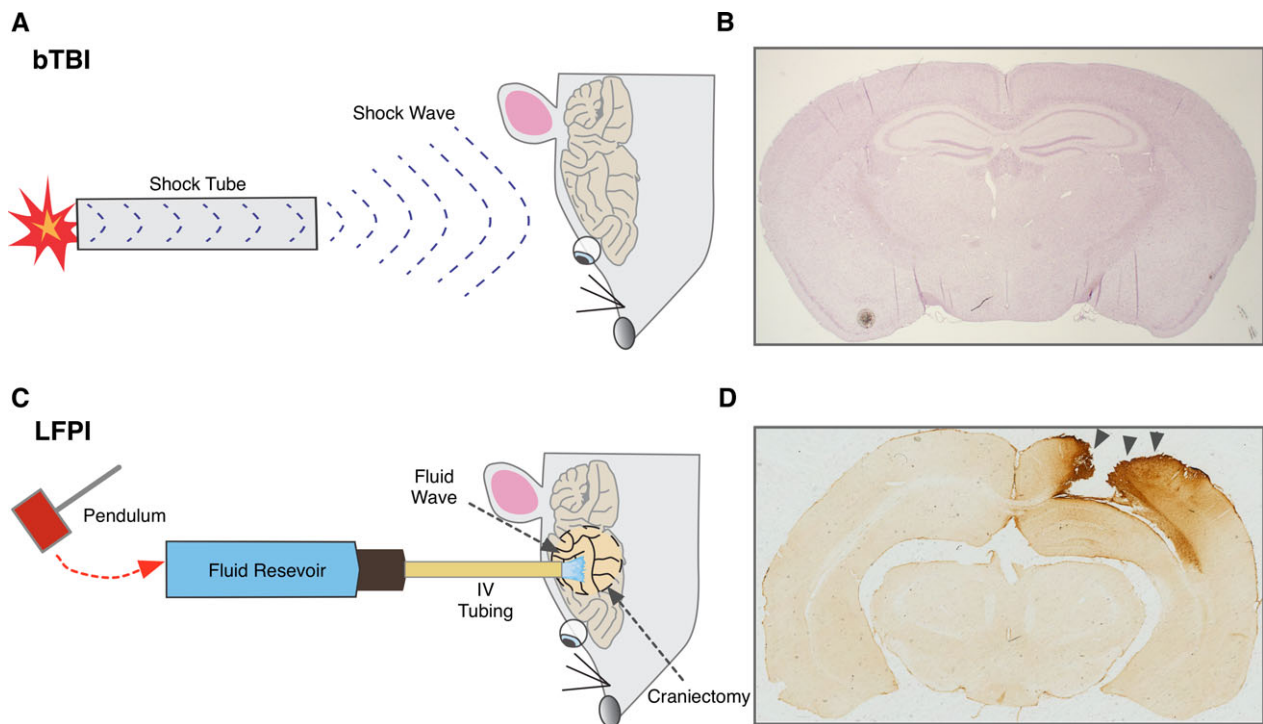 A
bTBI
Shock Wave
Shock Tube
B
C
LFPI
Pendulum
Fluid Resevoir
Fluid
Wave
IV
Tubing
Craniectomy
D